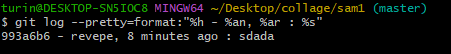 turin@DESKTOP-SN5IOC8 MINGW64 ~/Desktop/collage/sam1 (master)
$ git log --pretty=format:"%h - %an, %ar : %s"
993a6b6 - revepe, 8 minutes ago : sdada